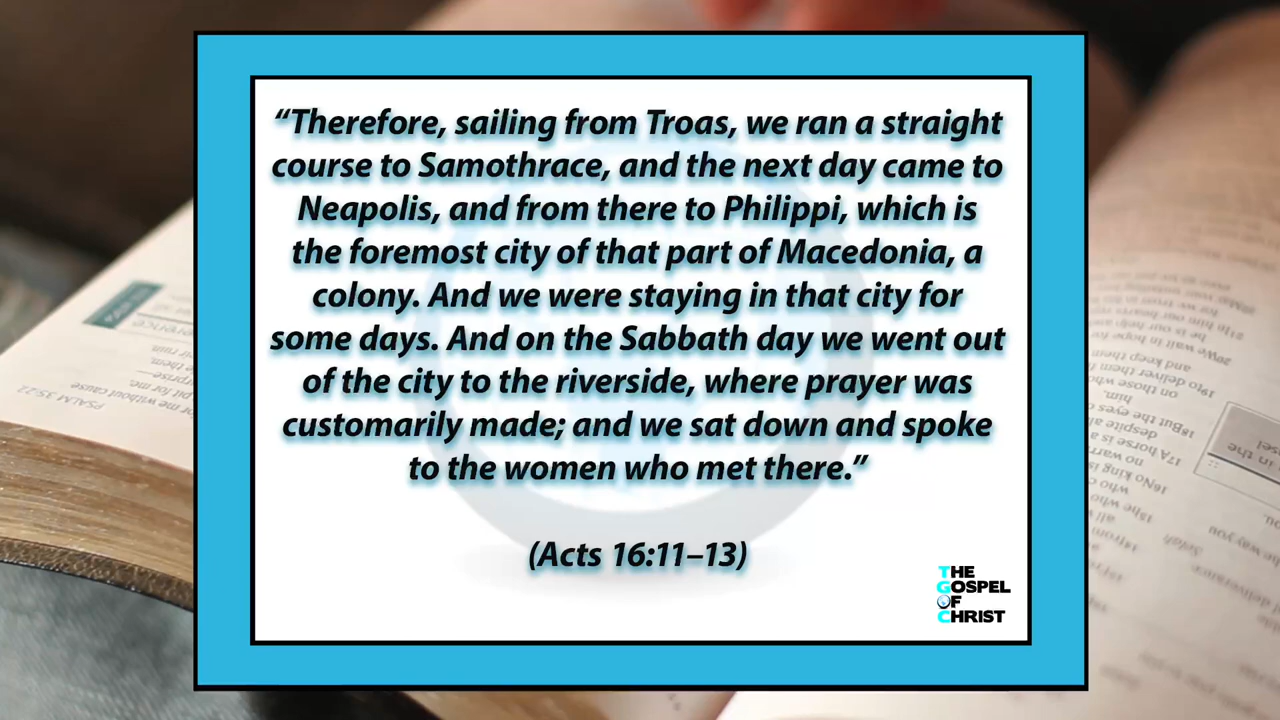 “Therefore, sailing from Troas, we ran a straight
course to Samothrace, and the next day came to
Neapolis, and from there to Philippi, which is
the foremost city of that part of Macedonia, a
colony. And we were staying in that city for
some days. And on the Sabbath day we went out
of the city to the riverside, where prayer was
customarily made; and we sat down and spoke
to the women who met there.”
(Acts 16:11–13)
THE
GOSPEL
OF
CHRIST
PSALM 35:22